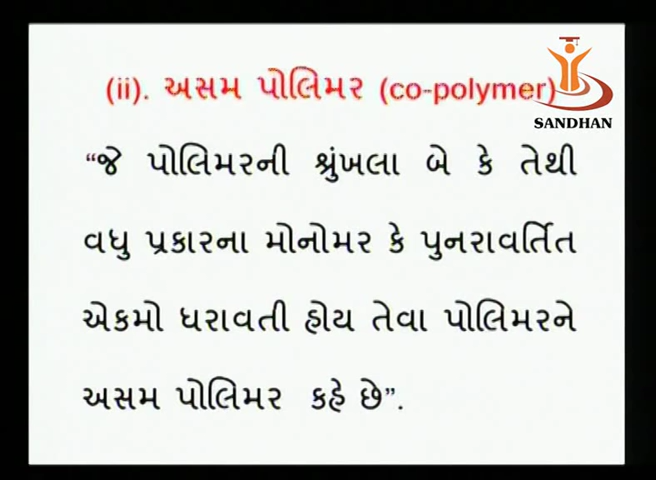 (ii). અસમ પોલિમર (co-polymer)
SANDHAN
“જે પોલિમરની શ્રુંખલા બે કે તેથી
વધુ પ્રકારના મોનોમર કે પુનરાવર્તિત
એકમો ધરાવતી હોય તેવા પોલિમરને
અસમ પોલિમર કહે છે”.